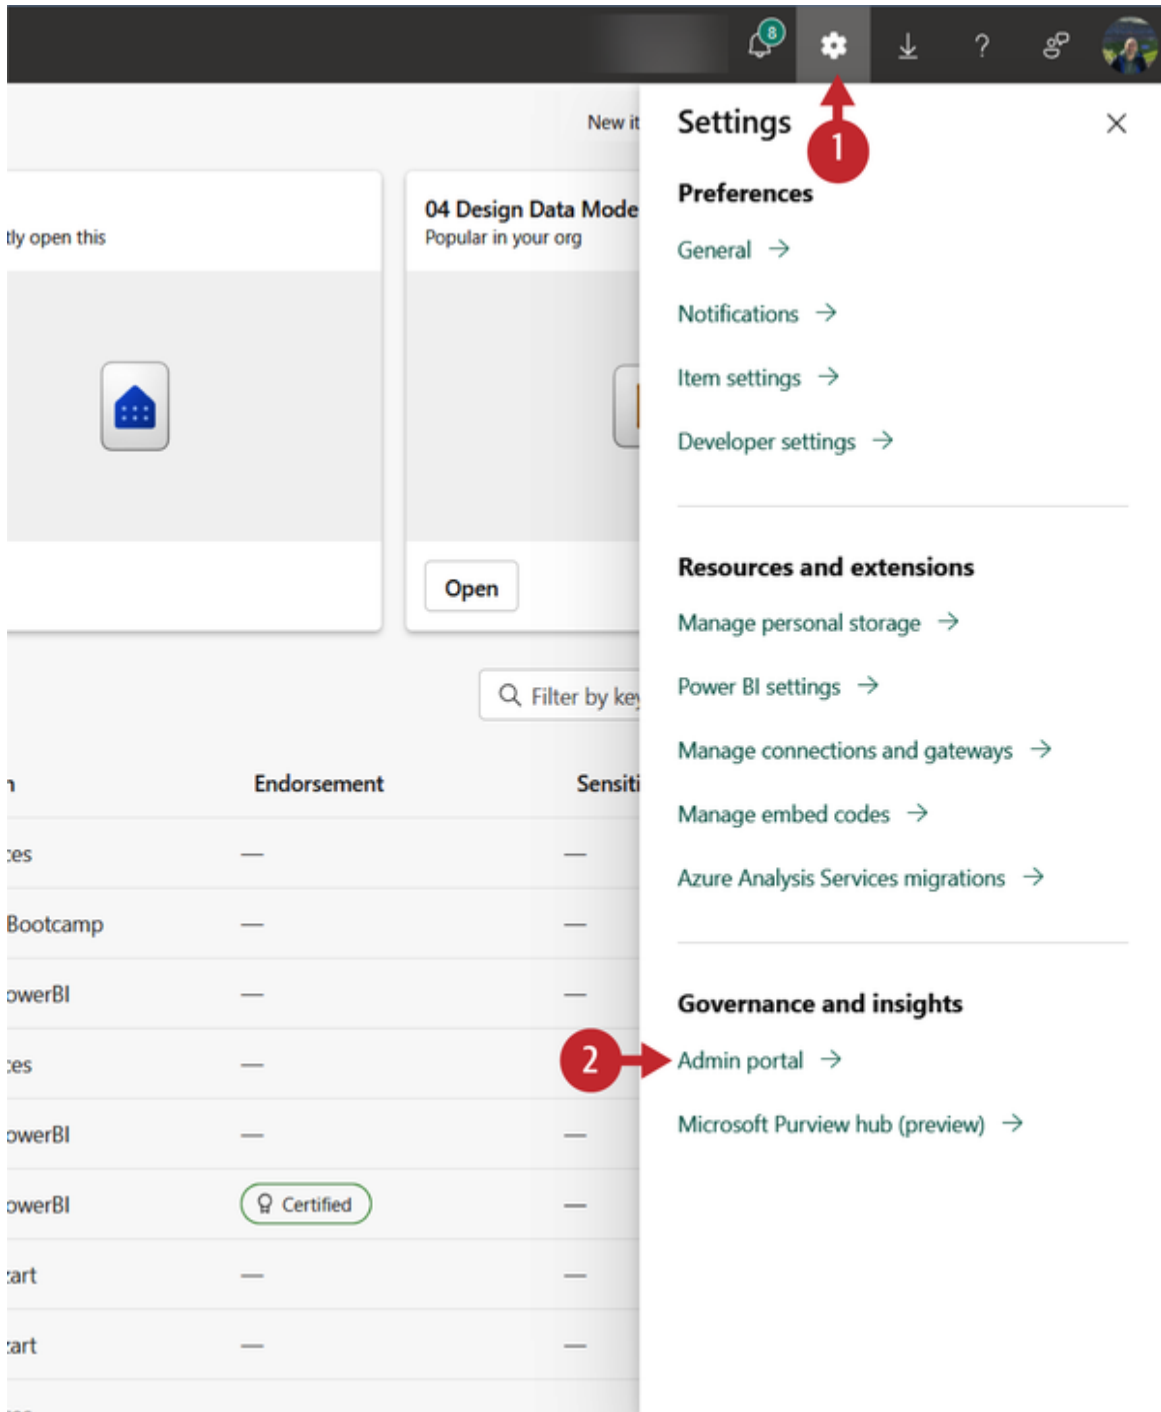 8
New it
Settings
1
Preferences
General
Notifications
Item settings
Developer settings
tly open this
04 Design Data Mode
Popular in your org
Open
Resources and extensions
Manage personal storage
Power BI settings
Manage connections and gateways
Manage embed codes
Azure Analysis Services migrations
Filter by key
Endorsement
Sensiti
ces
Bootcamp
owerBI
ces
owerBI
owerBI
Certified
tart
tart
Governance and insights
2
Admin portal
Microsoft Purview hub (preview)